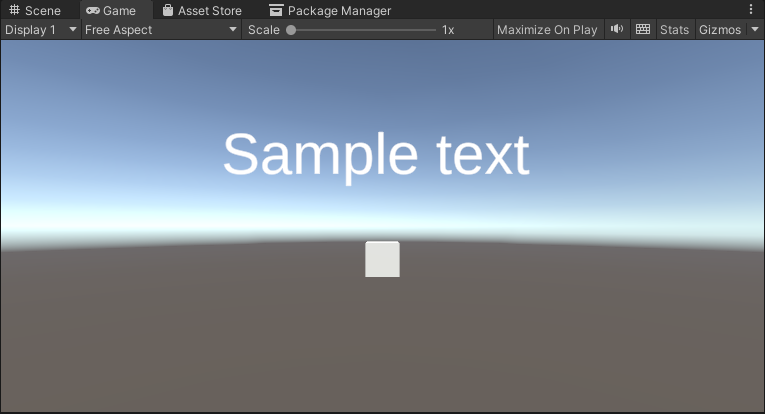 Scene Game Asset Store Package Manager
Display 1 Free Aspect Scale 1x Maximize On Play Stats Gizmos
Sample text